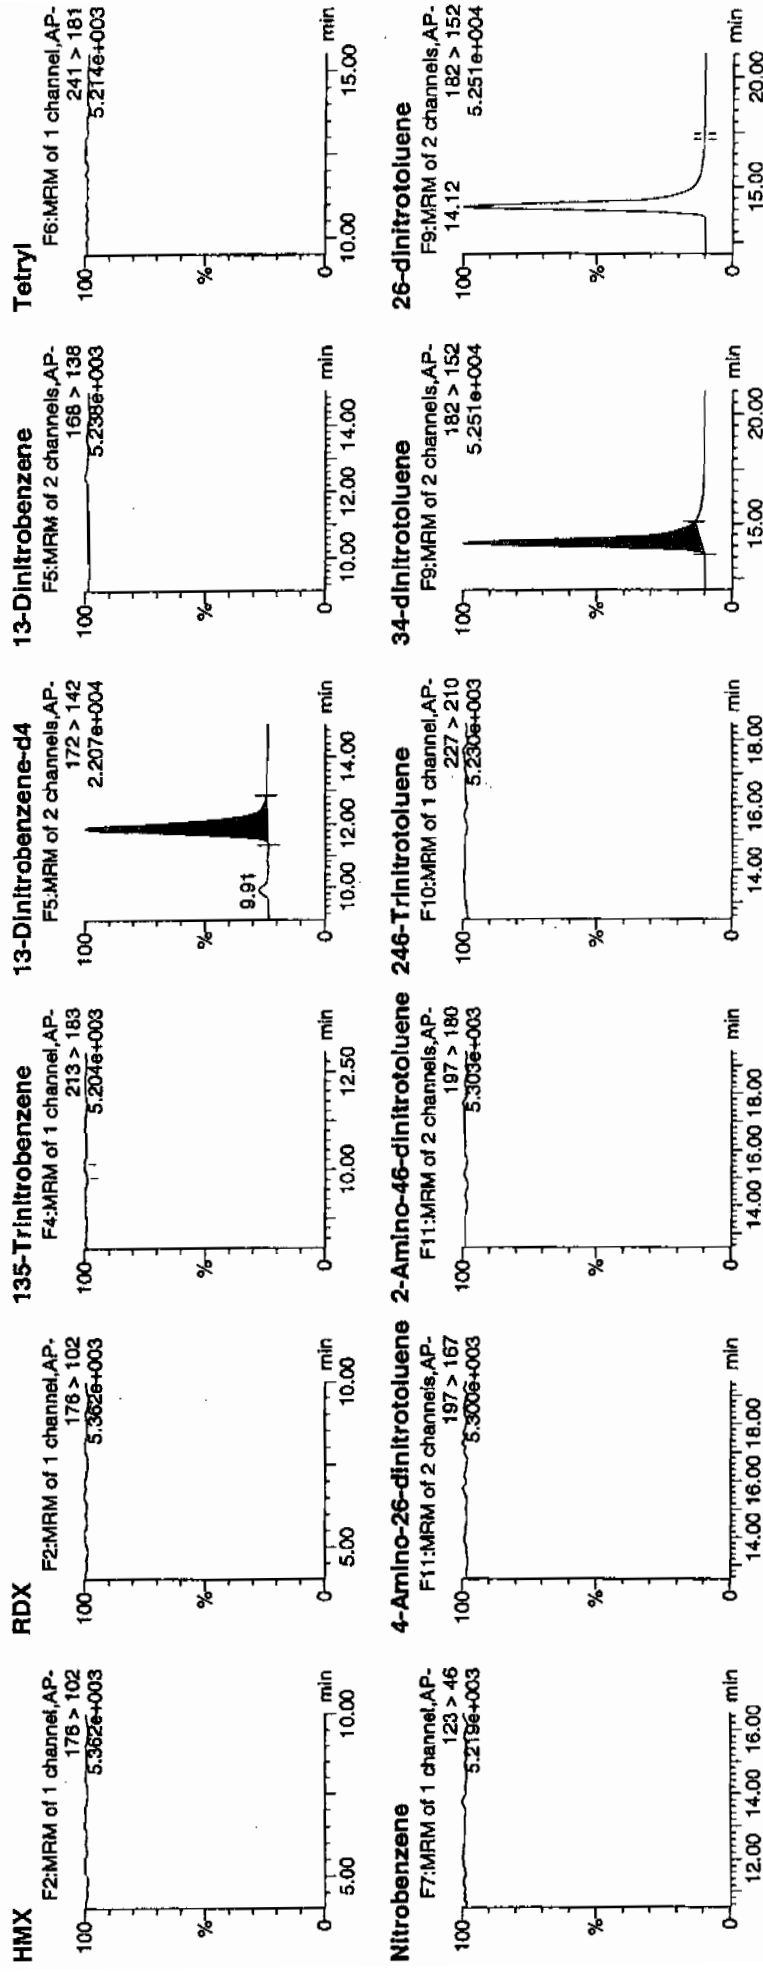 HMX
F2:MRM of 1 channel,AP-
176 > 102
5.362e+003
100
%
0
5.00
10.00
min
RDX
F2:MRM of 1 channel,AP-
176 > 102
5.362e+003
100
%
0
5.00
10.00
min
135-Trinitrobenzene
F4:MRM of 1 channel,AP-
213 > 183
5.204e+003
100
%
0
10.00
12.50
min
13-Dinitrobenzene-d4
F5:MRM of 2 channels,AP-
172 > 142
2.207e+004
100
9.91
%
0
10.00
12.00
14.00
min
13-Dinitrobenzene
F5:MRM of 2 channels,AP-
168 > 138
5.238e+003
100
%
0
10.00
12.00
14.00
min
Tetryl
F6:MRM of 1 channel,AP-
241 > 181
5.214e+003
100
%
0
10.00
15.00
min
Nitrobenzene
F7:MRM of 1 channel,AP-
123 > 46
5.219e+003
100
%
0
12.00
14.00
16.00
min
4-Amino-26-dinitrotoluene
F11:MRM of 2 channels,AP-
197 > 167
5.300e+003
100
%
0
14.00
16.00
18.00
min
2-Amino-46-dinitrotoluene
F11:MRM of 2 channels,AP-
197 > 180
5.303e+003
100
%
0
14.00
16.00
18.00
min
246-Trinitrotoluene
F10:MRM of 1 channel,AP-
227 > 210
5.230e+003
100
%
0
14.00
16.00
18.00
min
34-dinitrotoluene
F9:MRM of 2 channels,AP-
182 > 152
5.251e+004
100
%
0
15.00
20.00
min
26-dinitrotoluene
F9:MRM of 2 channels,AP-
14.12
182 > 152
5.251e+004
100
%
0
15.00
20.00
min